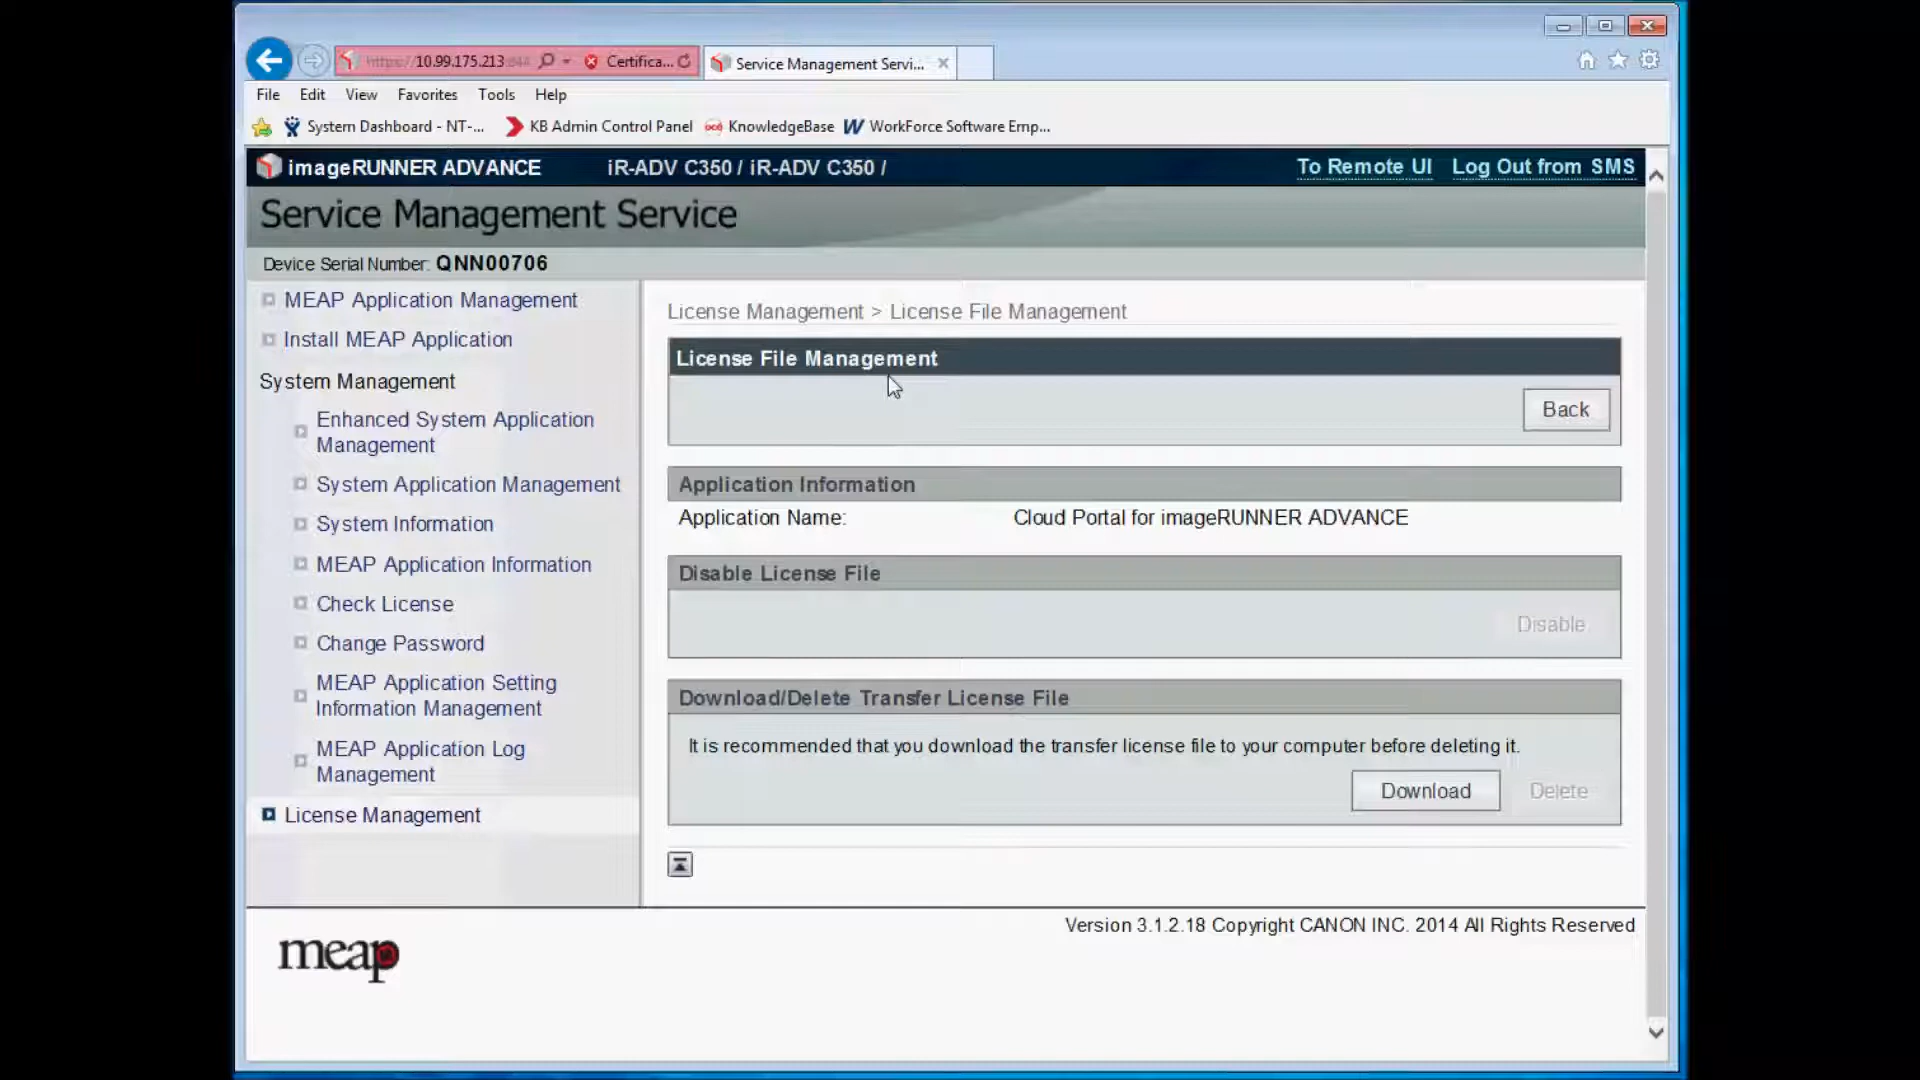 https://10.99.175.213:844
Certifica...
Service Management Servi...
File Edit View Favorites Tools Help
System Dashboard - NT-...
KB Admin Control Panel
océ KnowledgeBase
W WorkForce Software Emp...
imageRUNNER ADVANCE
iR-ADV C350 / iR-ADV C350 /
To Remote UI
Log Out from SMS
Service Management Service
Device Serial Number: QNN00706
MEAP Application Management
Install MEAP Application
System Management
Enhanced System Application
Management
System Application Management
System Information
MEAP Application Information
Check License
Change Password
MEAP Application Setting
Information Management
MEAP Application Log
Management
License Management
License Management > License File Management
License File Management
Back
Application Information
Application Name: Cloud Portal for imageRUNNER ADVANCE
Disable License File
Disable
Download/Delete Transfer License File
It is recommended that you download the transfer license file to your computer before deleting it.
Download
Delete
Version 3.1.2.18 Copyright CANON INC. 2014 All Rights Reserved
meap